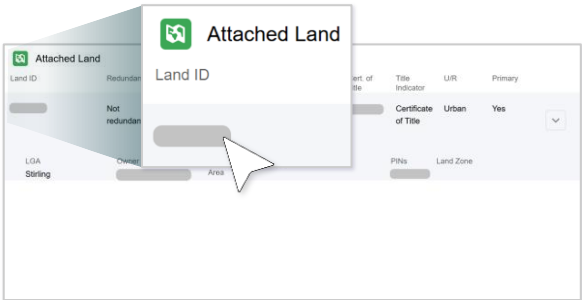 Attached Land
Land ID
Attached Land
Land ID Redundan ert. of tle Title Indicator U/R Primary
Not redundan Certificate of Title Urban Yes
LGA Owner Area PINs Land Zone
Stirling